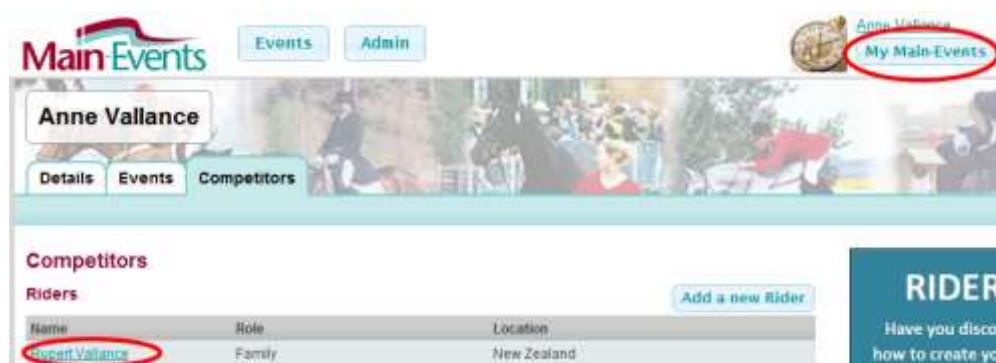 Main-Events
Events Admin
Anne Vallance
My Main-Events
Anne Vallance
Details Events Competitors
Competitors
Riders
Add a new Rider
Name Role Location
Rupert Vallance Family New Zealand
RIDER
Have you disco
how to create yo